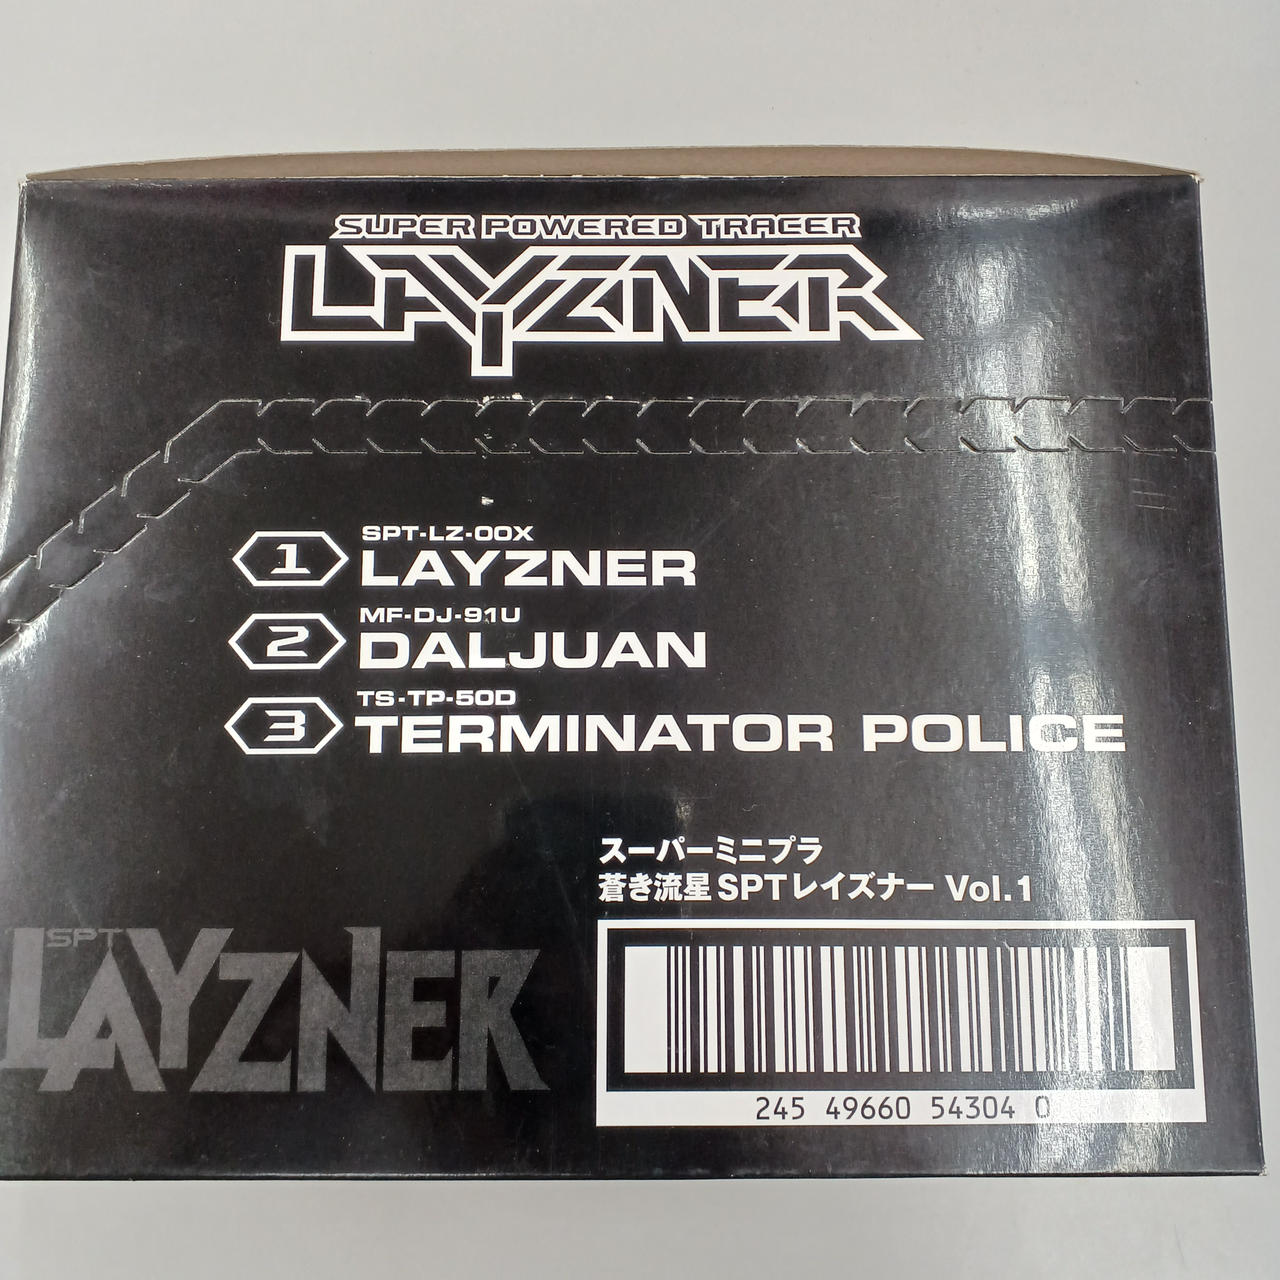 SUPER POWERED TRACER
LAYZNER
1
SPT-LZ-00X
LAYZNER
2
MF-DJ-91U
DALJUAN
3
TS-TP-50D
TERMINATOR POLICE
スーパーミニプラ
蒼き流星SPTレイズナー Vol.1
SPT
LAYZNER
245 49660 54304 0